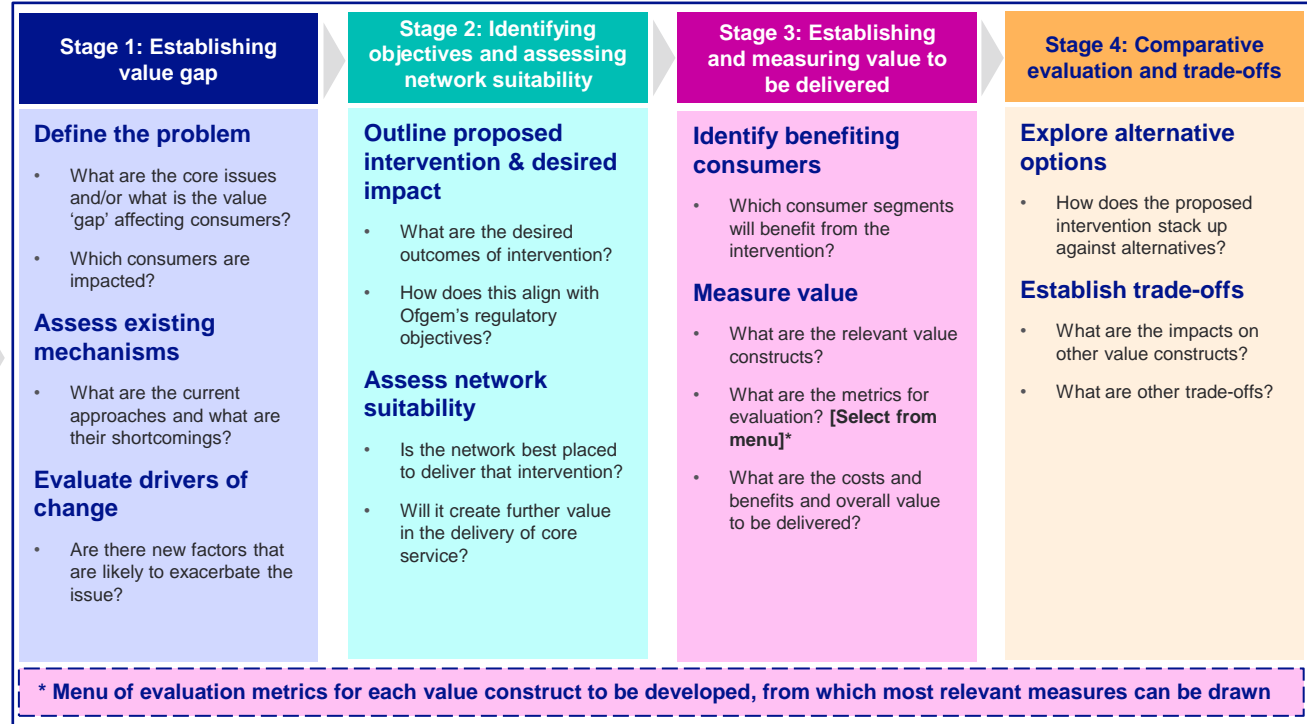 Stage 1: Establishing
value gap
Define the problem
• What are the core issues
and/or what is the value
‘gap’ affecting consumers?
• Which consumers are
impacted?
Assess existing
mechanisms
• What are the current
approaches and what are
their shortcomings?
Evaluate drivers of
change
• Are there new factors that
are likely to exacerbate the
issue?
Stage 2: Identifying
objectives and assessing
network suitability
Outline proposed
intervention & desired
impact
• What are the desired
outcomes of intervention?
• How does this align with
Ofgem’s regulatory
objectives?
Assess network
suitability
• Is the network best placed
to deliver that intervention?
• Will it create further value
in the delivery of core
service?
Stage 3: Establishing
and measuring value to
be delivered
Identify benefiting
consumers
• Which consumer segments
will benefit from the
intervention?
Measure value
• What are the relevant value
constructs?
• What are the metrics for
evaluation? [Select from
menu]*
• What are the costs and
benefits and overall value
to be delivered?
Stage 4: Comparative
evaluation and trade-offs
Explore alternative
options
• How does the proposed
intervention stack up
against alternatives?
Establish trade-offs
• What are the impacts on
other value constructs?
• What are other trade-offs?
* Menu of evaluation metrics for each value construct to be developed, from which most relevant measures can be drawn